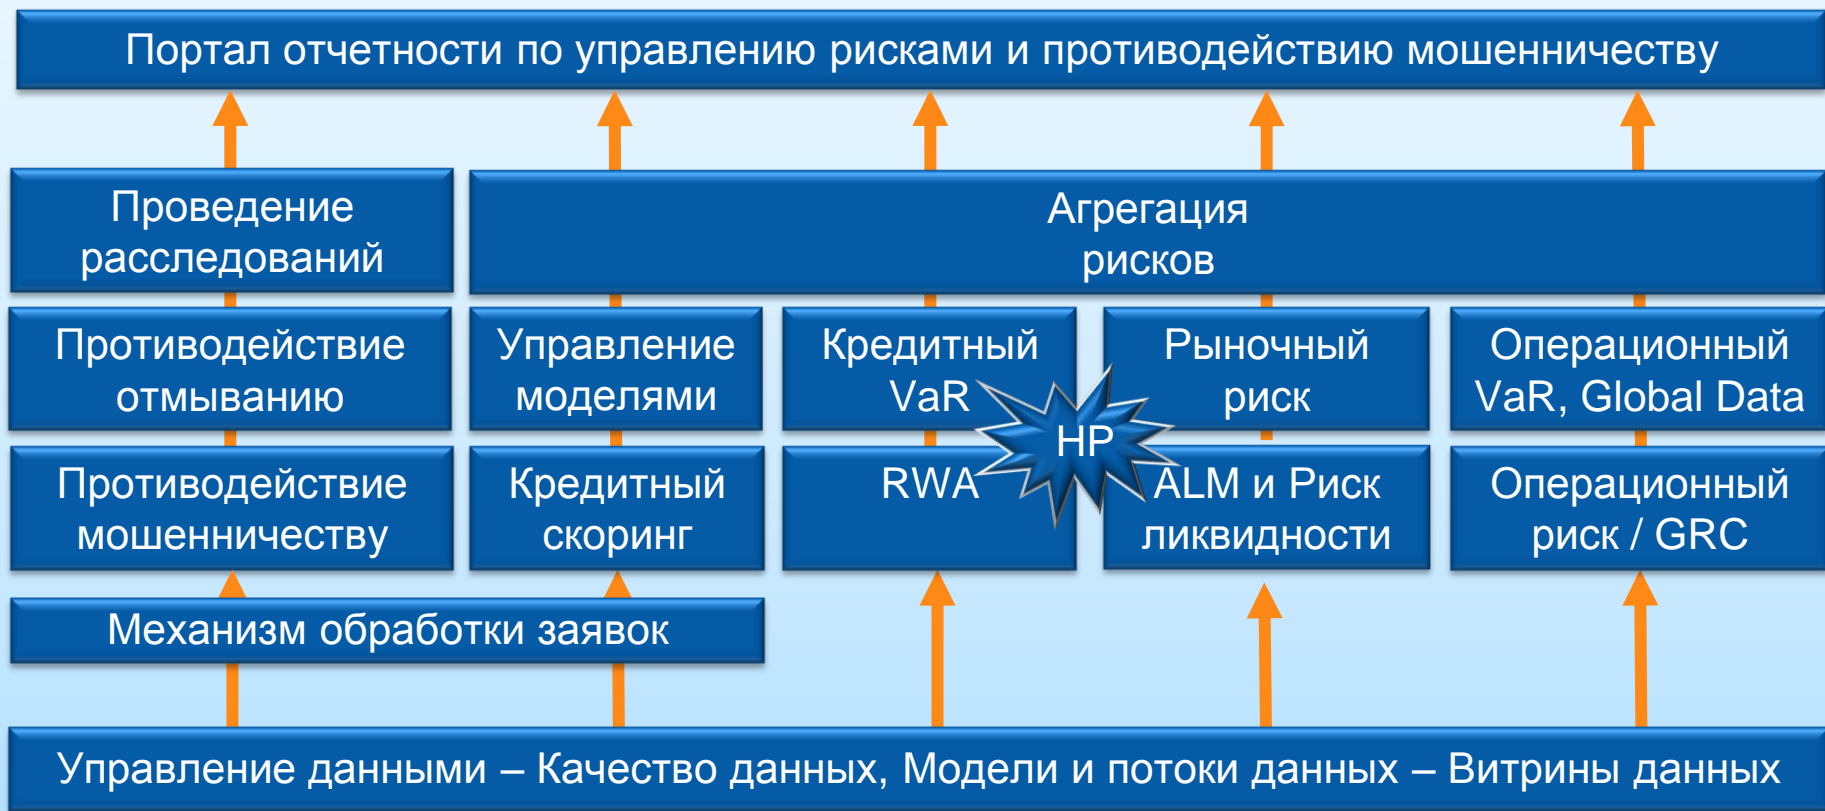 Портал отчетности по управлению рисками и противодействию мошенничеству
Проведение
расследований
Агрегация
рисков
Противодействие
отмыванию
Управление
моделями
Кредитный
VaR
Рыночный
риск
Операционный
VaR, Global Data
HP
Противодействие
мошенничеству
Кредитный
скоринг
RWA
ALM и Риск
ликвидности
Операционный
риск / GRC
Механизм обработки заявок
Управление данными – Качество данных, Модели и потоки данных – Витрины данных